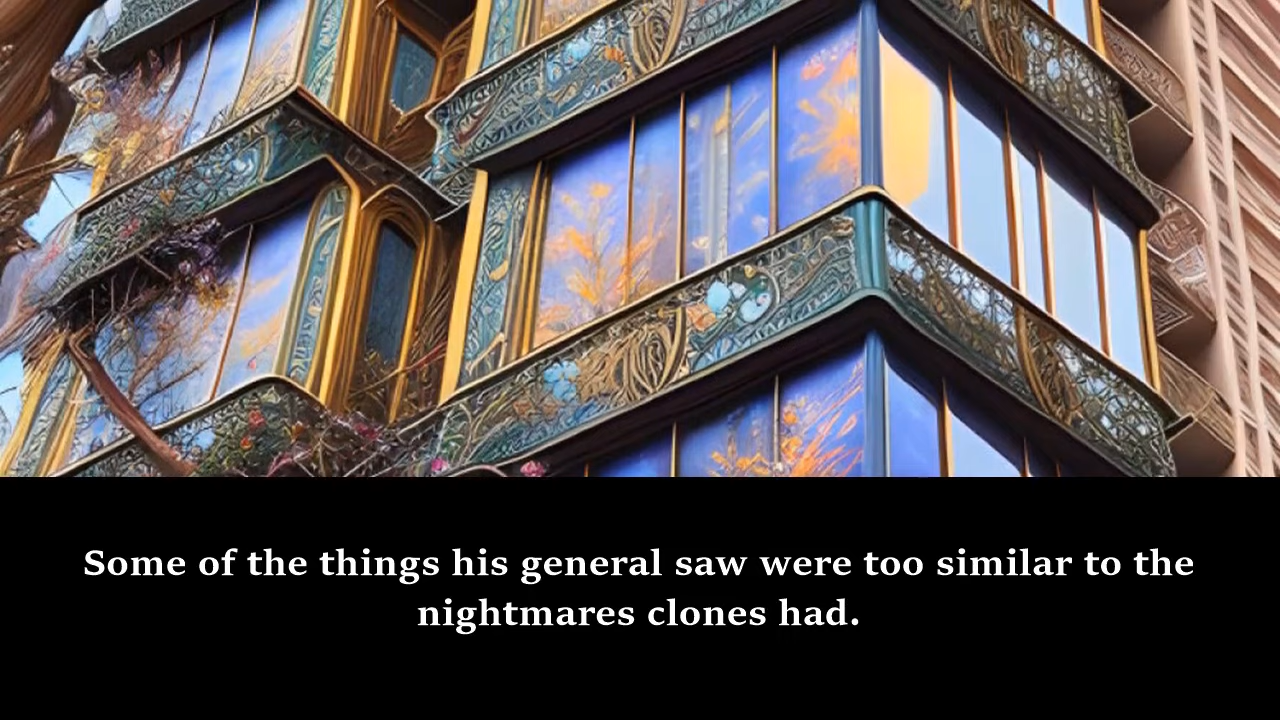 Some of the things his general saw were too similar to the
nightmares clones had.